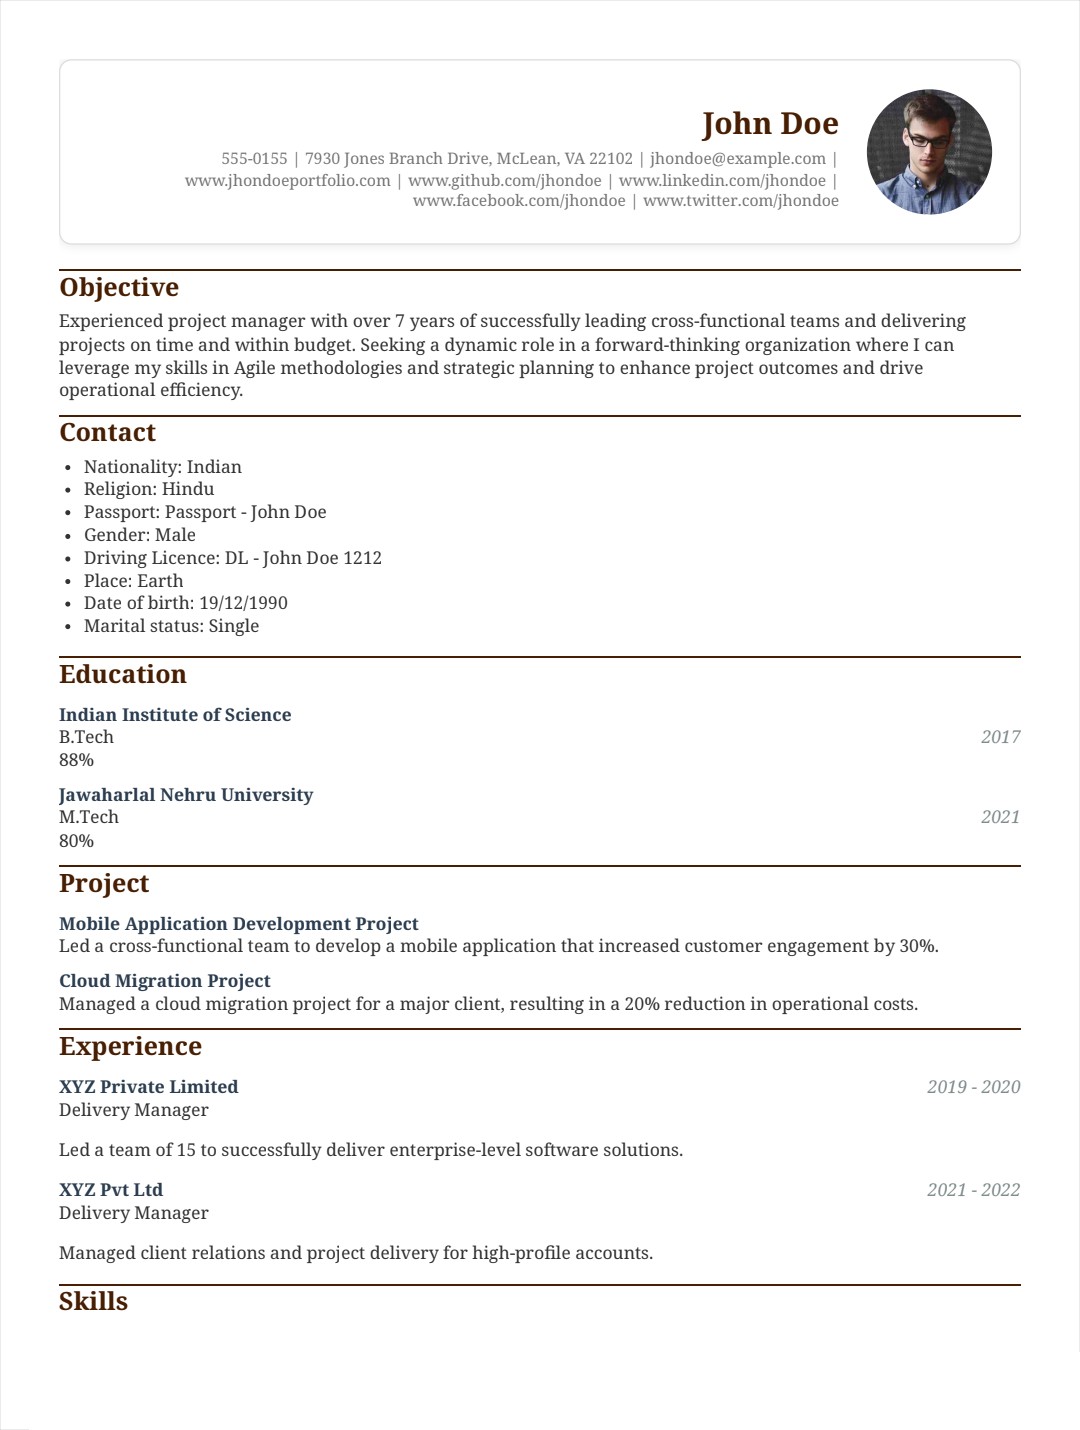 John Doe
555-0155 | 7930 Jones Branch Drive, McLean, VA 22102 | jhondoe@example.com |
www.jhondoeportfolio.com | www.github.com/jhondoe | www.linkedin.com/jhondoe |
www.facebook.com/jhondoe | www.twitter.com/jhondoe
Objective
Experienced project manager with over 7 years of successfully leading cross-functional teams and delivering
projects on time and within budget. Seeking a dynamic role in a forward-thinking organization where I can
leverage my skills in Agile methodologies and strategic planning to enhance project outcomes and drive
operational efficiency.
Contact
• Nationality: Indian
• Religion: Hindu
• Passport: Passport - John Doe
• Gender: Male
• Driving Licence: DL - John Doe 1212
• Place: Earth
• Date of birth: 19/12/1990
• Marital status: Single
Education
Indian Institute of Science
B.Tech 2017
88%
Jawaharlal Nehru University
M.Tech 2021
80%
Project
Mobile Application Development Project
Led a cross-functional team to develop a mobile application that increased customer engagement by 30%.
Cloud Migration Project
Managed a cloud migration project for a major client, resulting in a 20% reduction in operational costs.
Experience
XYZ Private Limited 2019 - 2020
Delivery Manager
Led a team of 15 to successfully deliver enterprise-level software solutions.
XYZ Pvt Ltd 2021 - 2022
Delivery Manager
Managed client relations and project delivery for high-profile accounts.
Skills